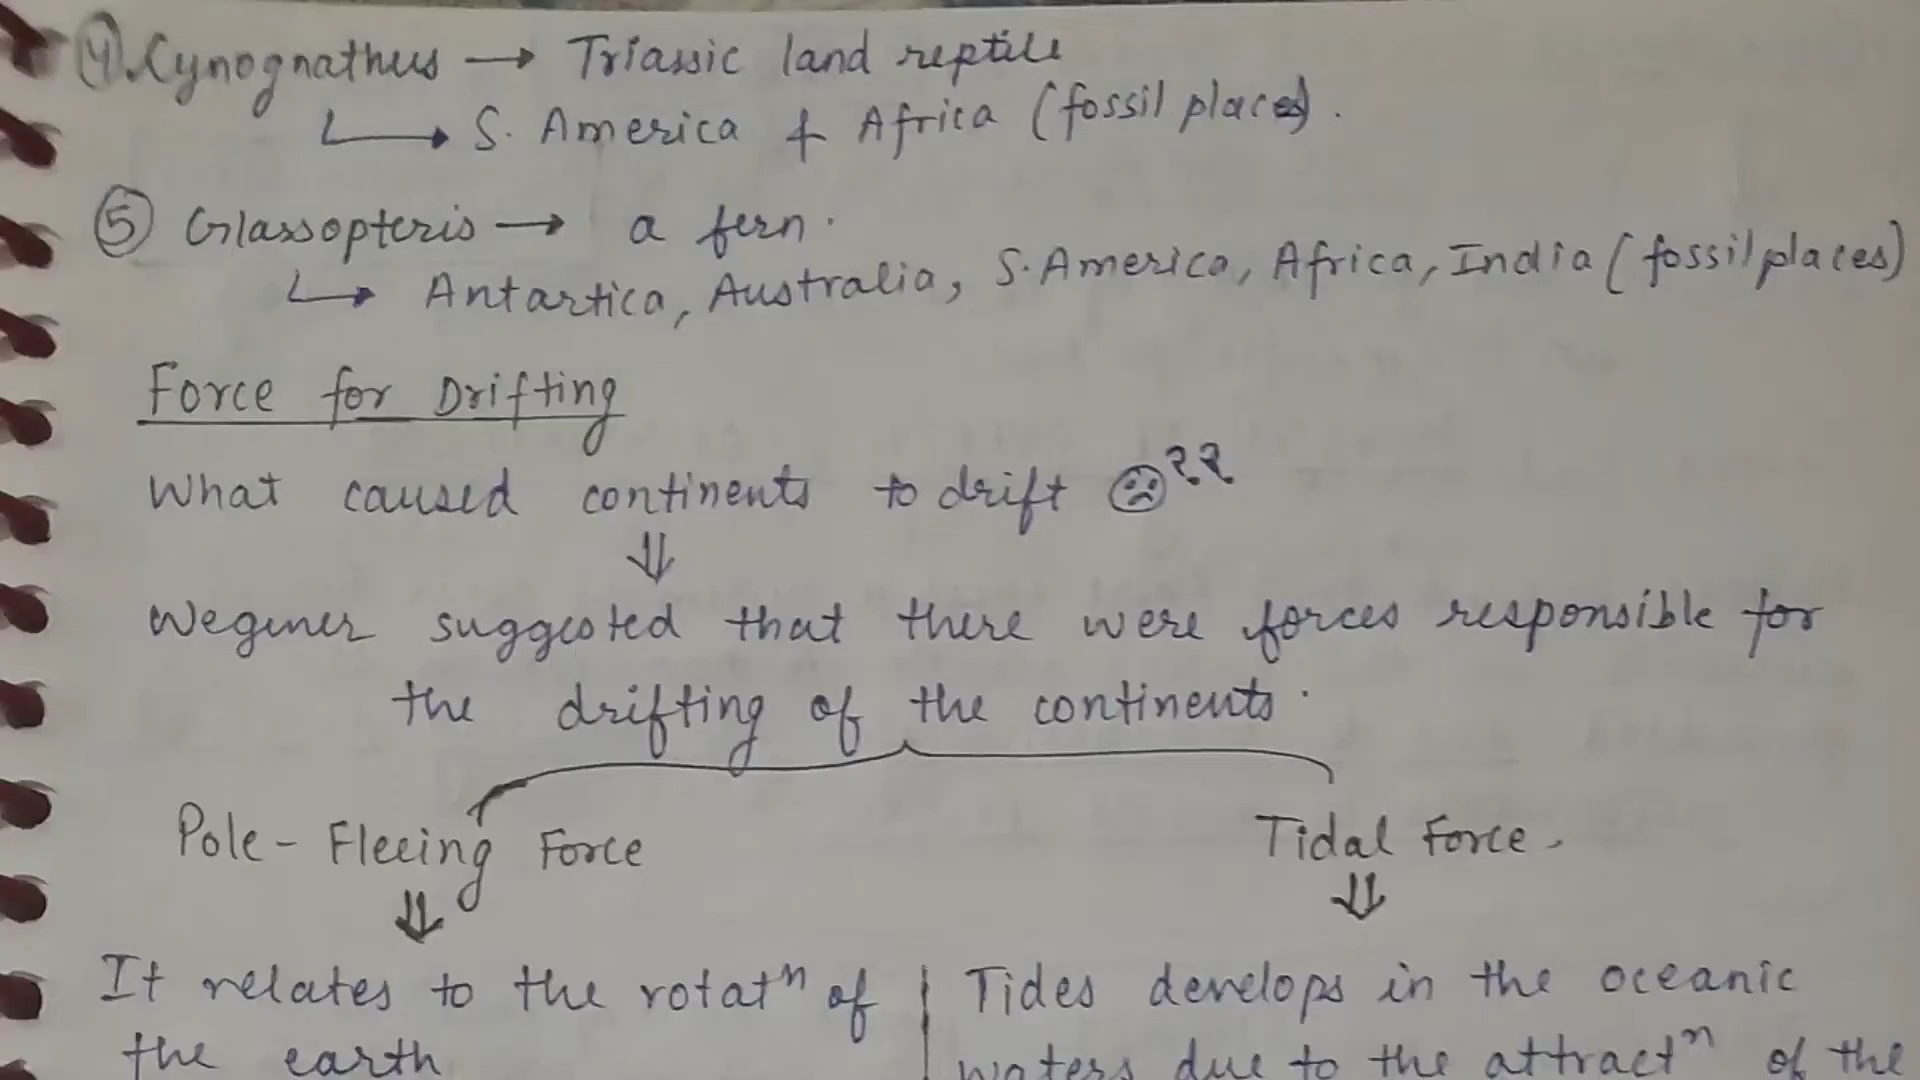 ④. Cynognathus → Triassic land reptile
↳ S. America + Africa (fossil places).
⑤ Glassopteris → a fern.
↳ Antartica, Australia, S. America, Africa, India (fossil places)
Force for Drifting
What caused continents to drift ☹??
⇓
Wegener suggested that there were forces responsible for
the drifting of the continents.
Pole-Fleeing Force
Tidal Force.
⇓ ⇓
It relates to the rotatⁿ of
the earth
Tides develops in the oceanic
waters due to the attractⁿ of the